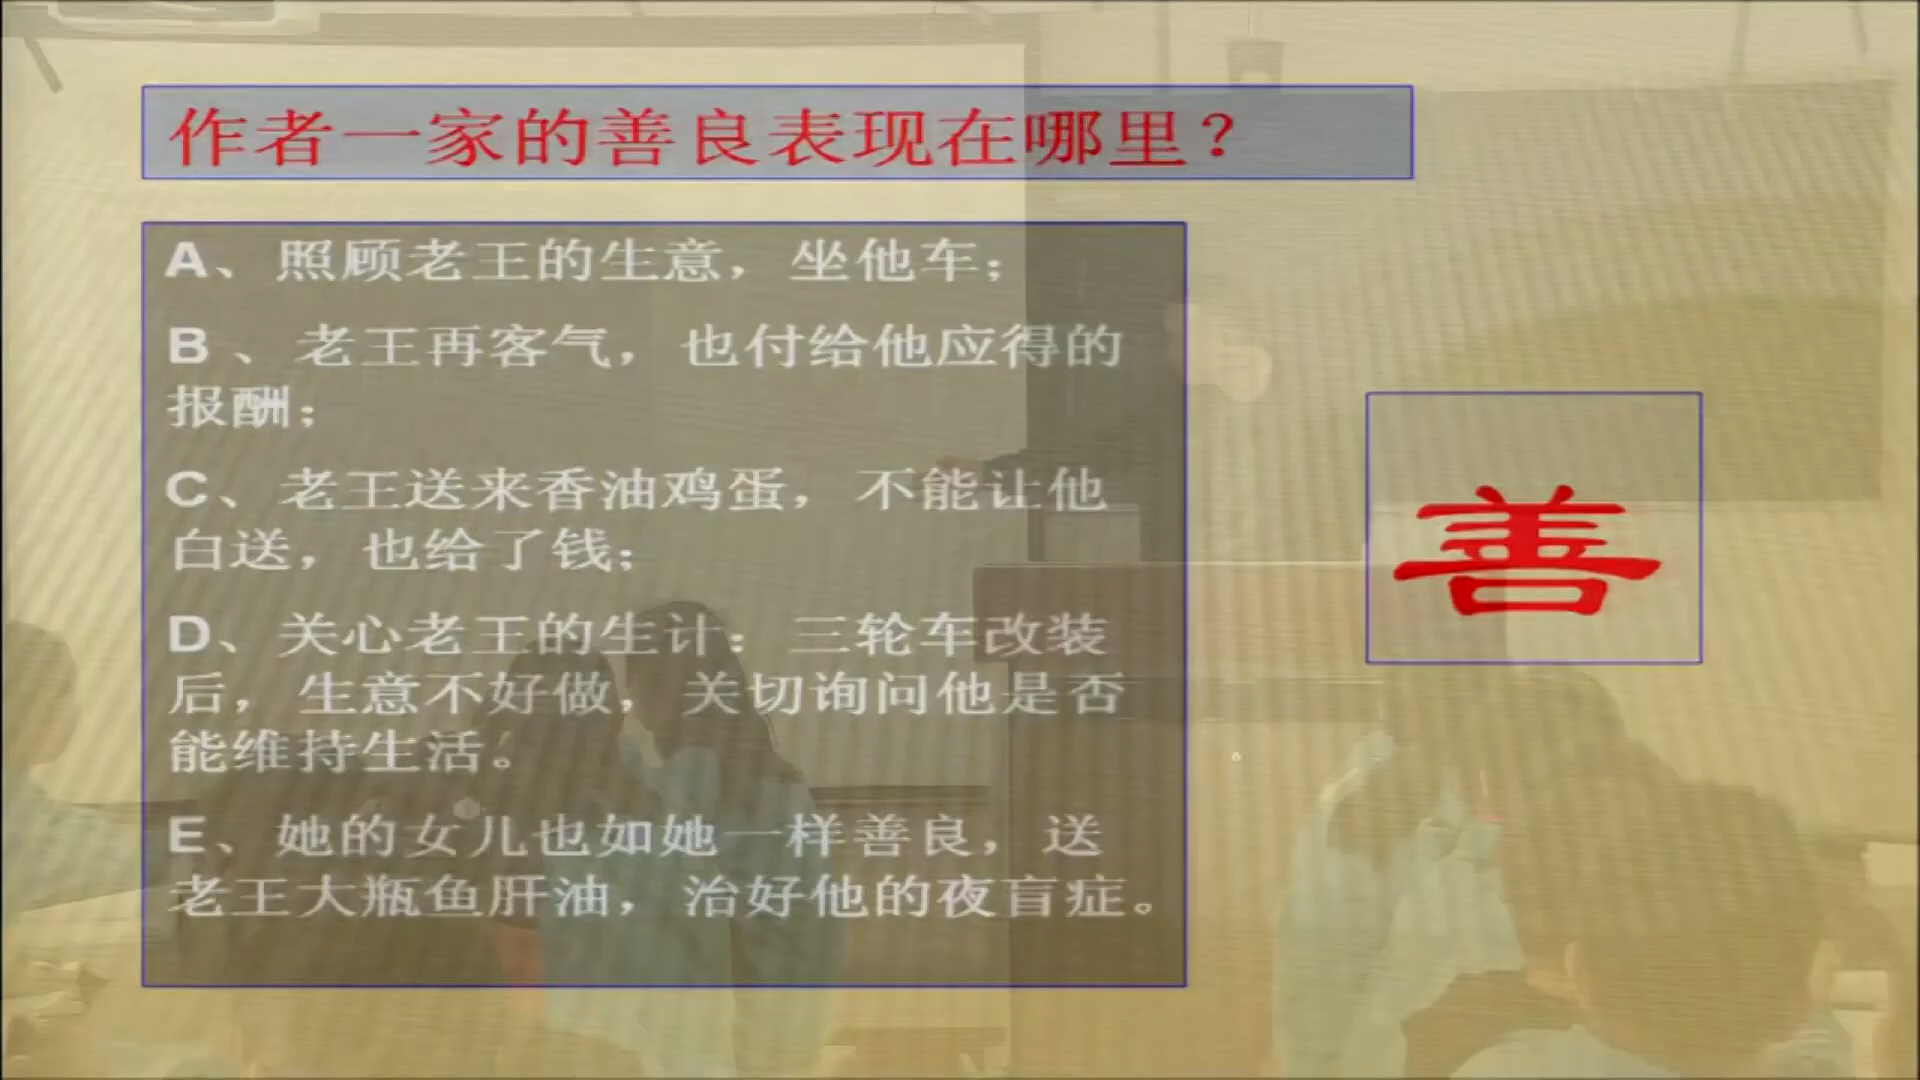 作者一家的善良表现在哪里？
A、照顾老王的生意，坐他车；
B 、老王再客气，也付给他应得的
报酬；
C、老王送来香油鸡蛋，不能让他
白送，也给了钱；
D、关心老王的生计：三轮车改装
后，生意不好做，关切询问他是否
能维持生活。
E、她的女儿也如她一样善良，送
老王大瓶鱼肝油，治好他的夜盲症。
善